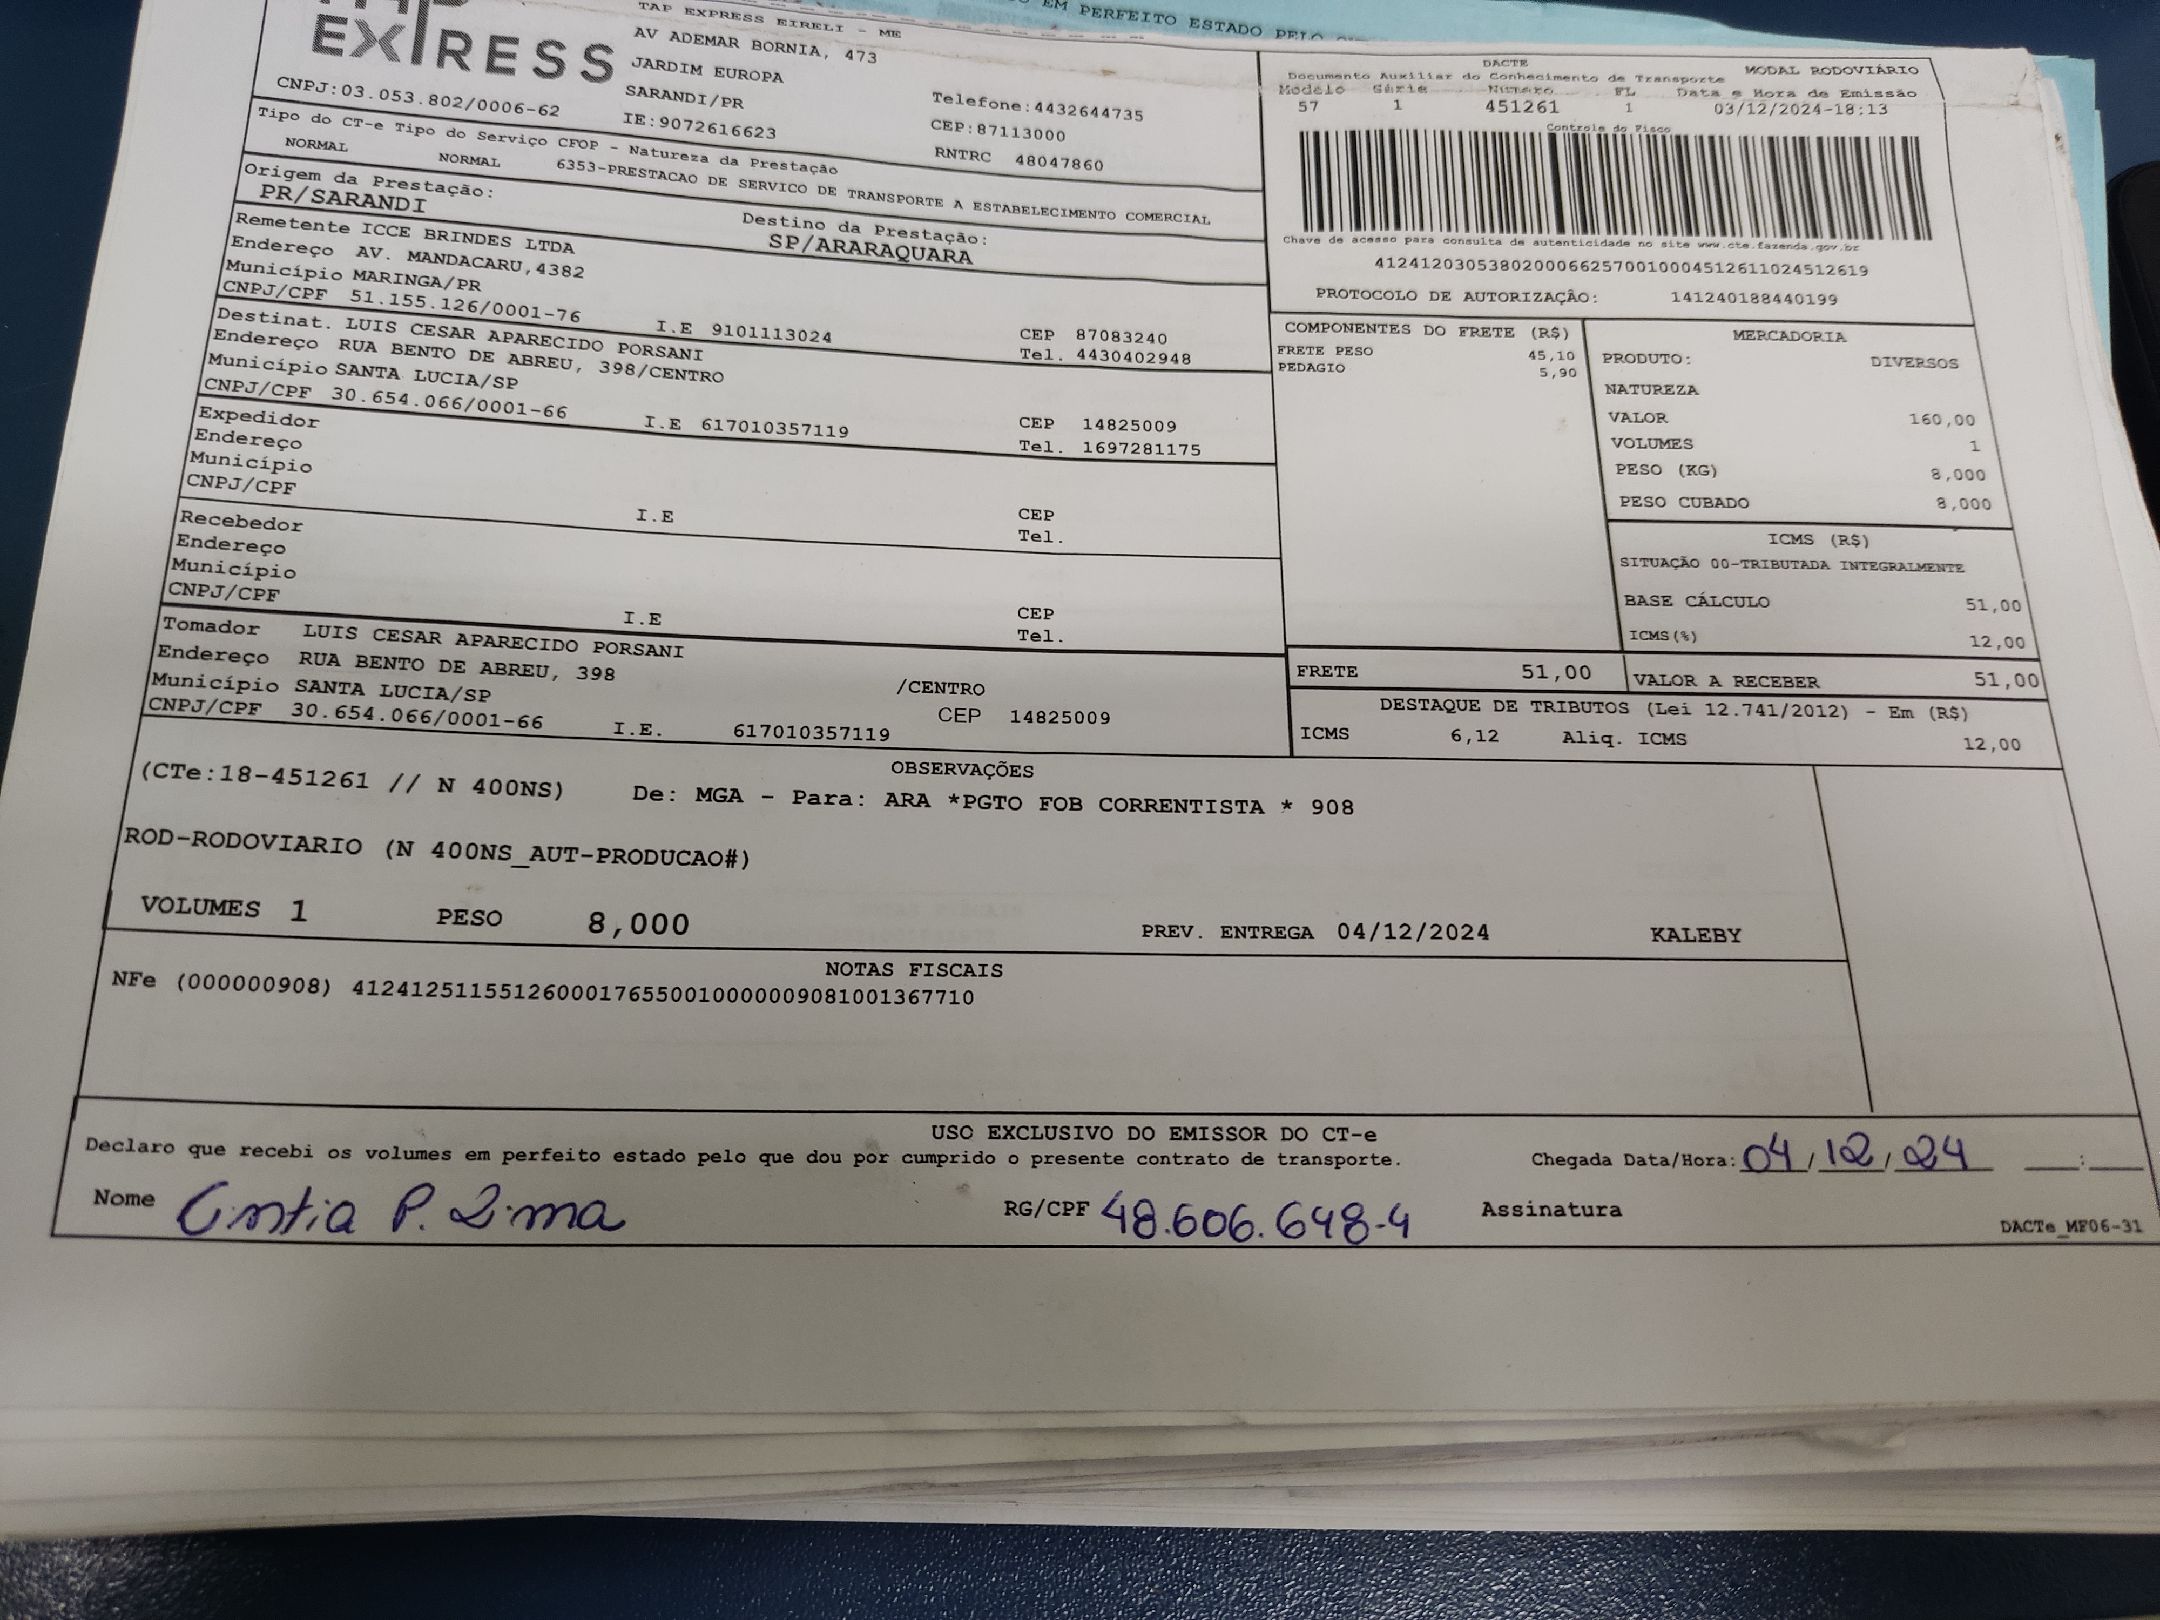 EM PERFEITO ESTADO PELO
EXPRESS
TAP EXPRESS EIRELI - ME
AV ADEMAR BORNIA, 473
JARDIM EUROPA
SARANDI/PR
CNPJ:03.053.802/0006-62
IE:9072616623
Telefone:4432644735
CEP:87113000
RNTRC 48047860
Tipo do CT-e Tipo do Serviço CFOP - Natureza da Prestação
NORMAL NORMAL 6353-PRESTACAO DE SERVICO DE TRANSPORTE A ESTABELECIMENTO COMERCIAL
Origem da Prestação:
PR/SARANDI
Destino da Prestação:
SP/ARARAQUARA
DACTE
MODAL RODOVIÁRIO
Documento Auxiliar do Conhecimento de Transporte
Modelo Série Número FL Data e Hora de Emissão
57 1 451261 1 03/12/2024-18:13
Controle do Fisco
Chave de acesso para consulta de autenticidade no site www.cte.fazenda.gov.br
41241203053802000662570010004512611024512619
PROTOCOLO DE AUTORIZAÇÃO: 141240188440199
Remetente ICCE BRINDES LTDA
Endereço AV. MANDACARU,4382
Município MARINGA/PR
CNPJ/CPF 51.155.126/0001-76 I.E 9101113024
CEP 87083240
Tel. 4430402948
Destinat. LUIS CESAR APARECIDO PORSANI
Endereço RUA BENTO DE ABREU, 398/CENTRO
Município SANTA LUCIA/SP
CNPJ/CPF 30.654.066/0001-66 I.E 617010357119
CEP 14825009
Tel. 1697281175
Expedidor
Endereço
Município
CNPJ/CPF I.E
CEP
Tel.
Recebedor
Endereço
Município
CNPJ/CPF I.E
CEP
Tel.
Tomador LUIS CESAR APARECIDO PORSANI
Endereço RUA BENTO DE ABREU, 398 /CENTRO
Município SANTA LUCIA/SP CEP 14825009
CNPJ/CPF 30.654.066/0001-66 I.E. 617010357119
COMPONENTES DO FRETE (R$)
FRETE PESO 45,10
PEDAGIO 5,90
MERCADORIA
PRODUTO: DIVERSOS
NATUREZA
VALOR 160,00
VOLUMES 1
PESO (KG) 8,000
PESO CUBADO 8,000
ICMS (R$)
SITUAÇÃO 00-TRIBUTADA INTEGRALMENTE
BASE CÁLCULO 51,00
ICMS(%) 12,00
FRETE 51,00 VALOR A RECEBER 51,00
DESTAQUE DE TRIBUTOS (Lei 12.741/2012) - Em (R$)
ICMS 6,12 Aliq. ICMS 12,00
OBSERVAÇÕES
(CTe:18-451261 // N 400NS) De: MGA - Para: ARA *PGTO FOB CORRENTISTA * 908
ROD-RODOVIARIO (N 400NS_AUT-PRODUCAO#)
VOLUMES 1 PESO 8,000 PREV. ENTREGA 04/12/2024 KALEBY
NOTAS FISCAIS
NFe (000000908) 41241251155126000176550010000009081001367710
USO EXCLUSIVO DO EMISSOR DO CT-e
Declaro que recebi os volumes em perfeito estado pelo que dou por cumprido o presente contrato de transporte. Chegada Data/Hora: 04/12/24 __:__
Nome Cintia P. Lima RG/CPF 48.606.648-4 Assinatura
DACTe_MF06-31